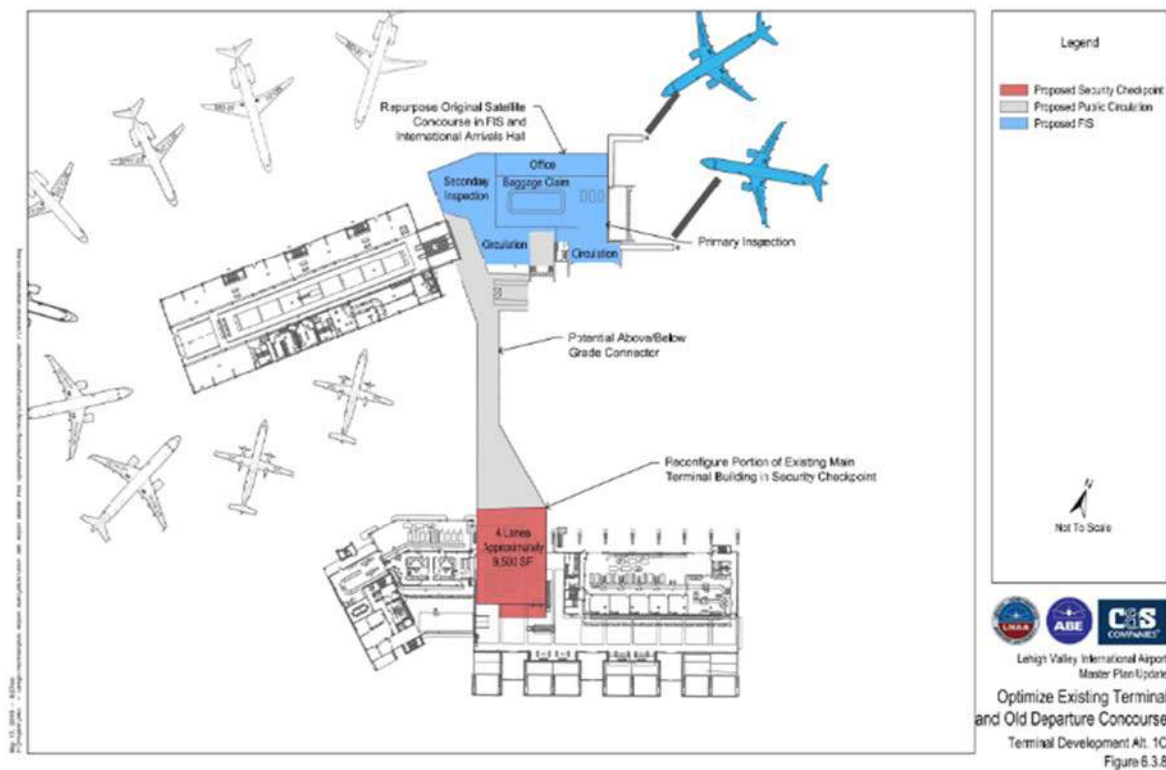 Repurpose Original Satellite
Concourse in FIS and
International Arrivals Hall
Office
Secondary
Inspection
Baggage Claim
Circulation
Circulation
Primary Inspection
Potential Above/Below
Grade Connector
Reconfigure Portion of Existing Main
Terminal Building in Security Checkpoint
4 Lanes
Approximately
9,500 SF
Legend
Proposed Security Checkpoint
Proposed Public Circulation
Proposed FIS
N
Not To Scale
LNAA
ABE
C&S
COMPANIES
Lehigh Valley International Airport
Master Plan Update
Optimize Existing Terminal
and Old Departure Concourse
Terminal Development Alt. 1C
Figure 6.3.8